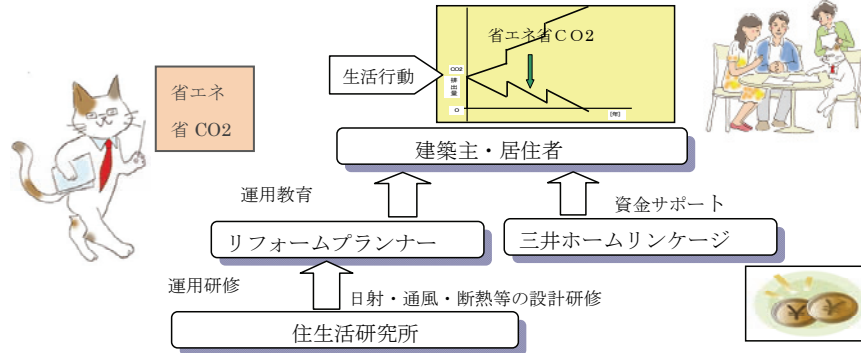 省エネ省CO2
CO2
排
出
量
O
[年]
生活行動
省エネ
省 CO2
建築主・居住者
運用教育
資金サポート
リフォームプランナー
三井ホームリンケージ
運用研修
日射・通風・断熱等の設計研修
住生活研究所
¥
¥